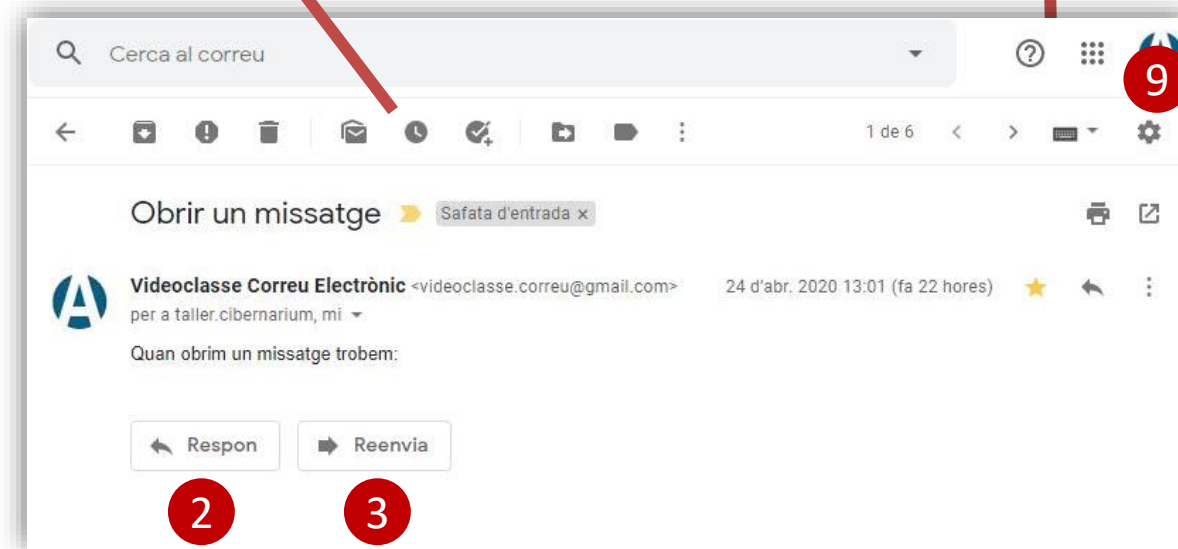 Cerca al correu
9
1 de 6
Obrir un missatge Safata d'entrada ×
Videoclasse Correu Electrònic <videoclasse.correu@gmail.com> 24 d'abr. 2020 13:01 (fa 22 hores)
per a taller.cibernarium, mi
Quan obrim un missatge trobem:
Respon Reenvia
2 3